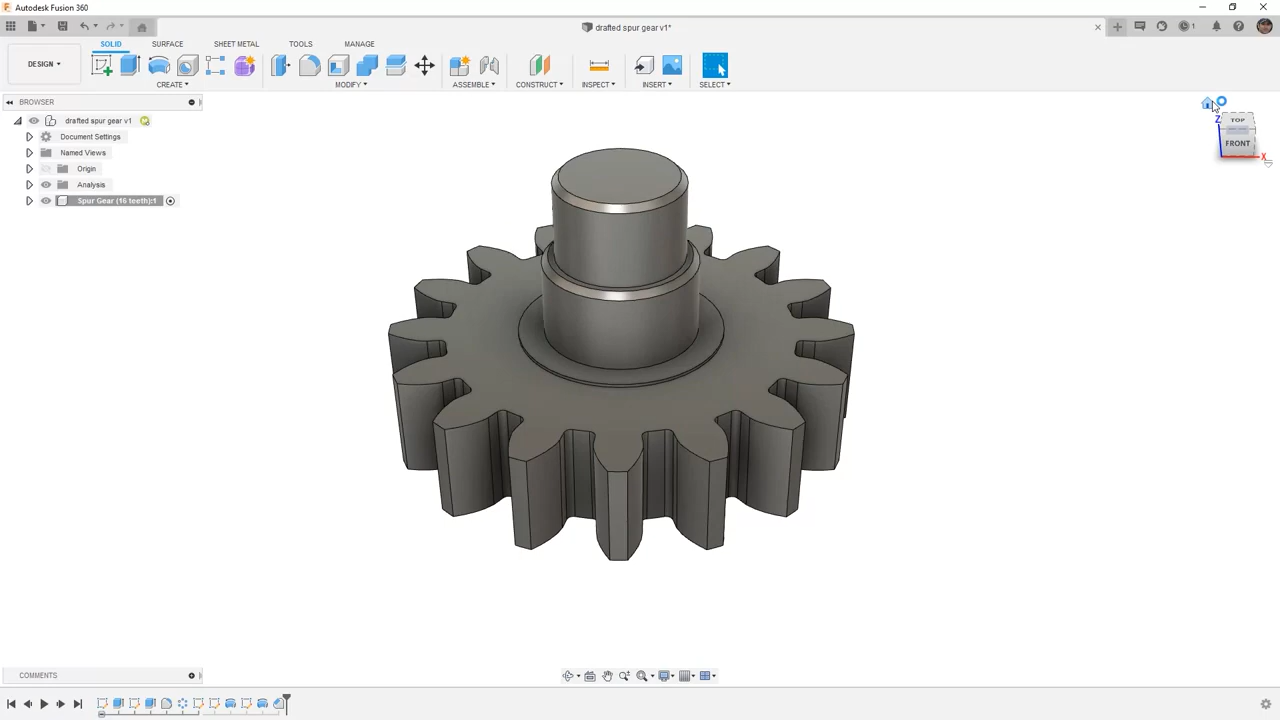 Autodesk Fusion 360
drafted spur gear v1*
1
DESIGN
SOLID
SURFACE
SHEET METAL
TOOLS
MANAGE
CREATE
MODIFY
ASSEMBLE
CONSTRUCT
INSPECT
INSERT
SELECT
BROWSER
drafted spur gear v1
Document Settings
Named Views
Origin
Analysis
Spur Gear (16 teeth):1
Z
TOP
FRONT
X
COMMENTS